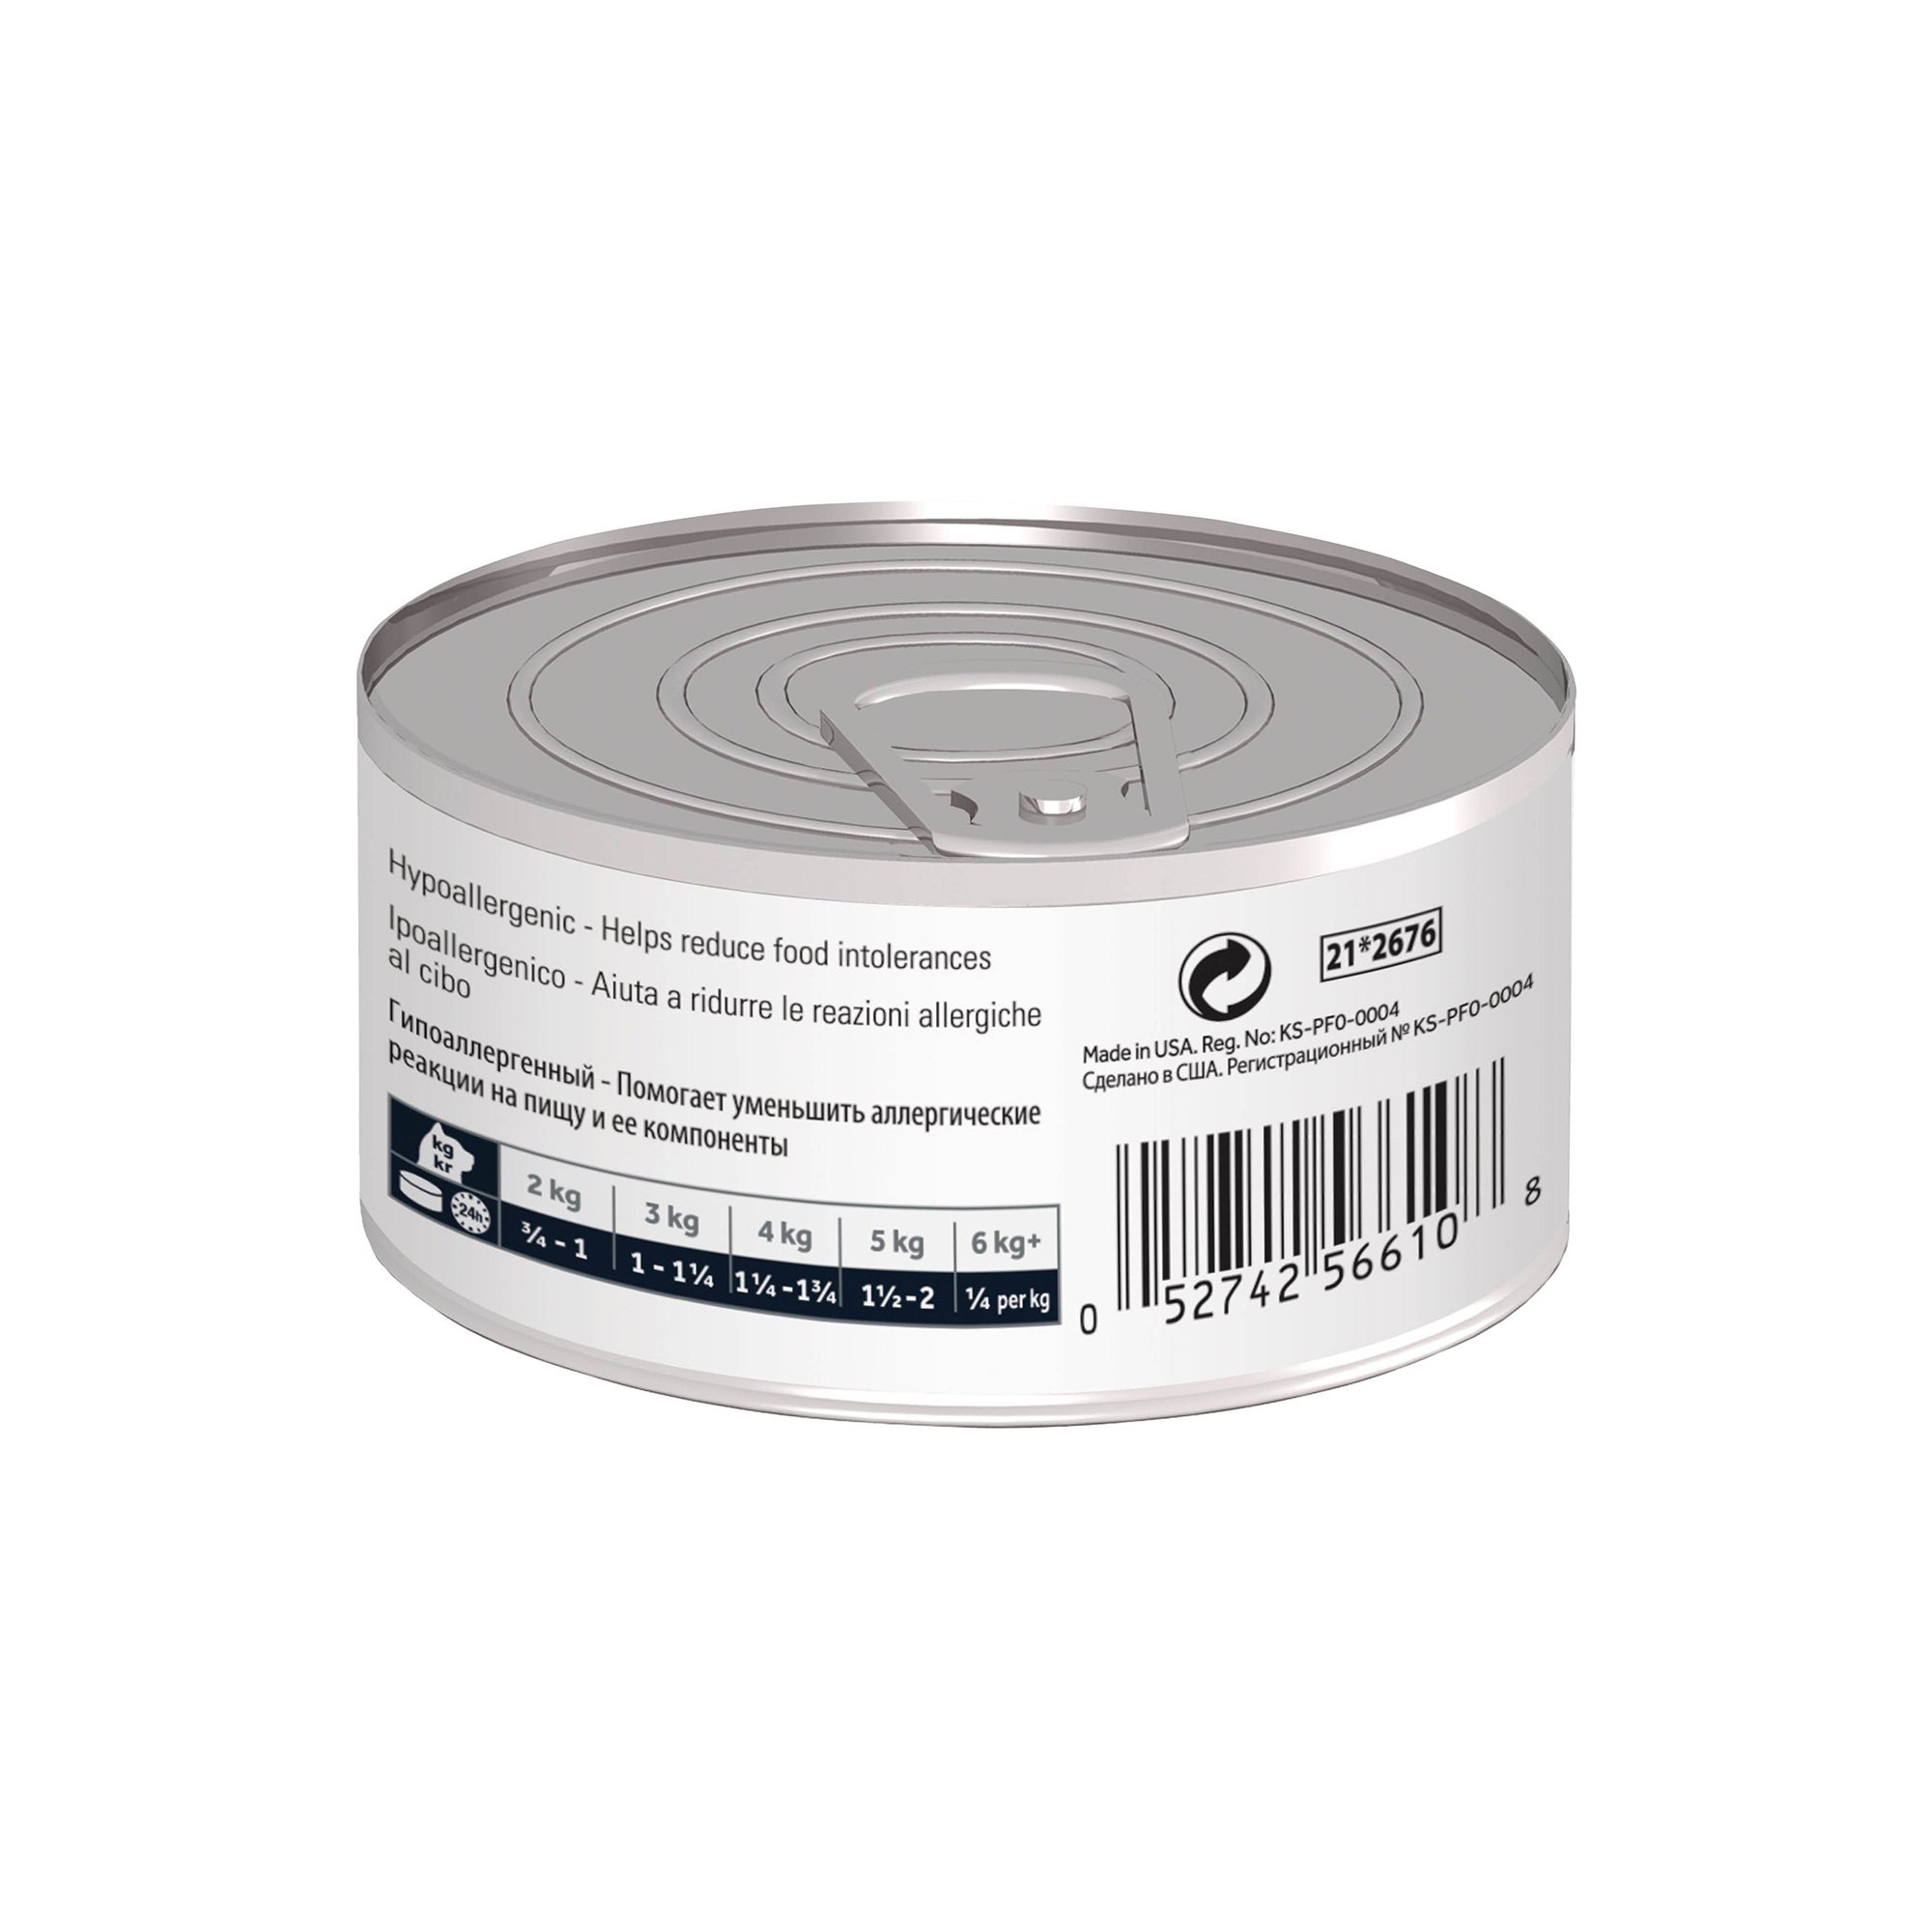 Hypoallergenic - Helps reduce food intolerances
Ipoallergenico - Aiuta a ridurre le reazioni allergiche
al cibo
Гипоаллергенный - Помогает уменьшить аллергические
реакции на пищу и ее компоненты
kg
кг
24h
2 kg 3 kg 4 kg 5 kg 6 kg+
¾ - 1 1 - 1¼ 1¼ -1¾ 1½-2 ¼ per kg
21*2676
Made in USA. Reg. No: KS-PF0-0004
Сделано в США. Регистрационный № KS-PF0-0004
0 52742 56610 8